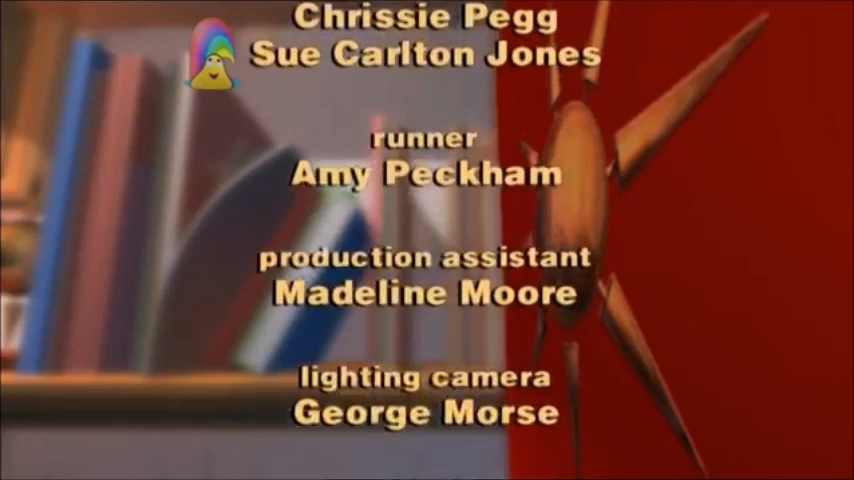 Chrissie Pegg
Sue Carlton Jones
runner
Amy Peckham
production assistant
Madeline Moore
lighting camera
George Morse